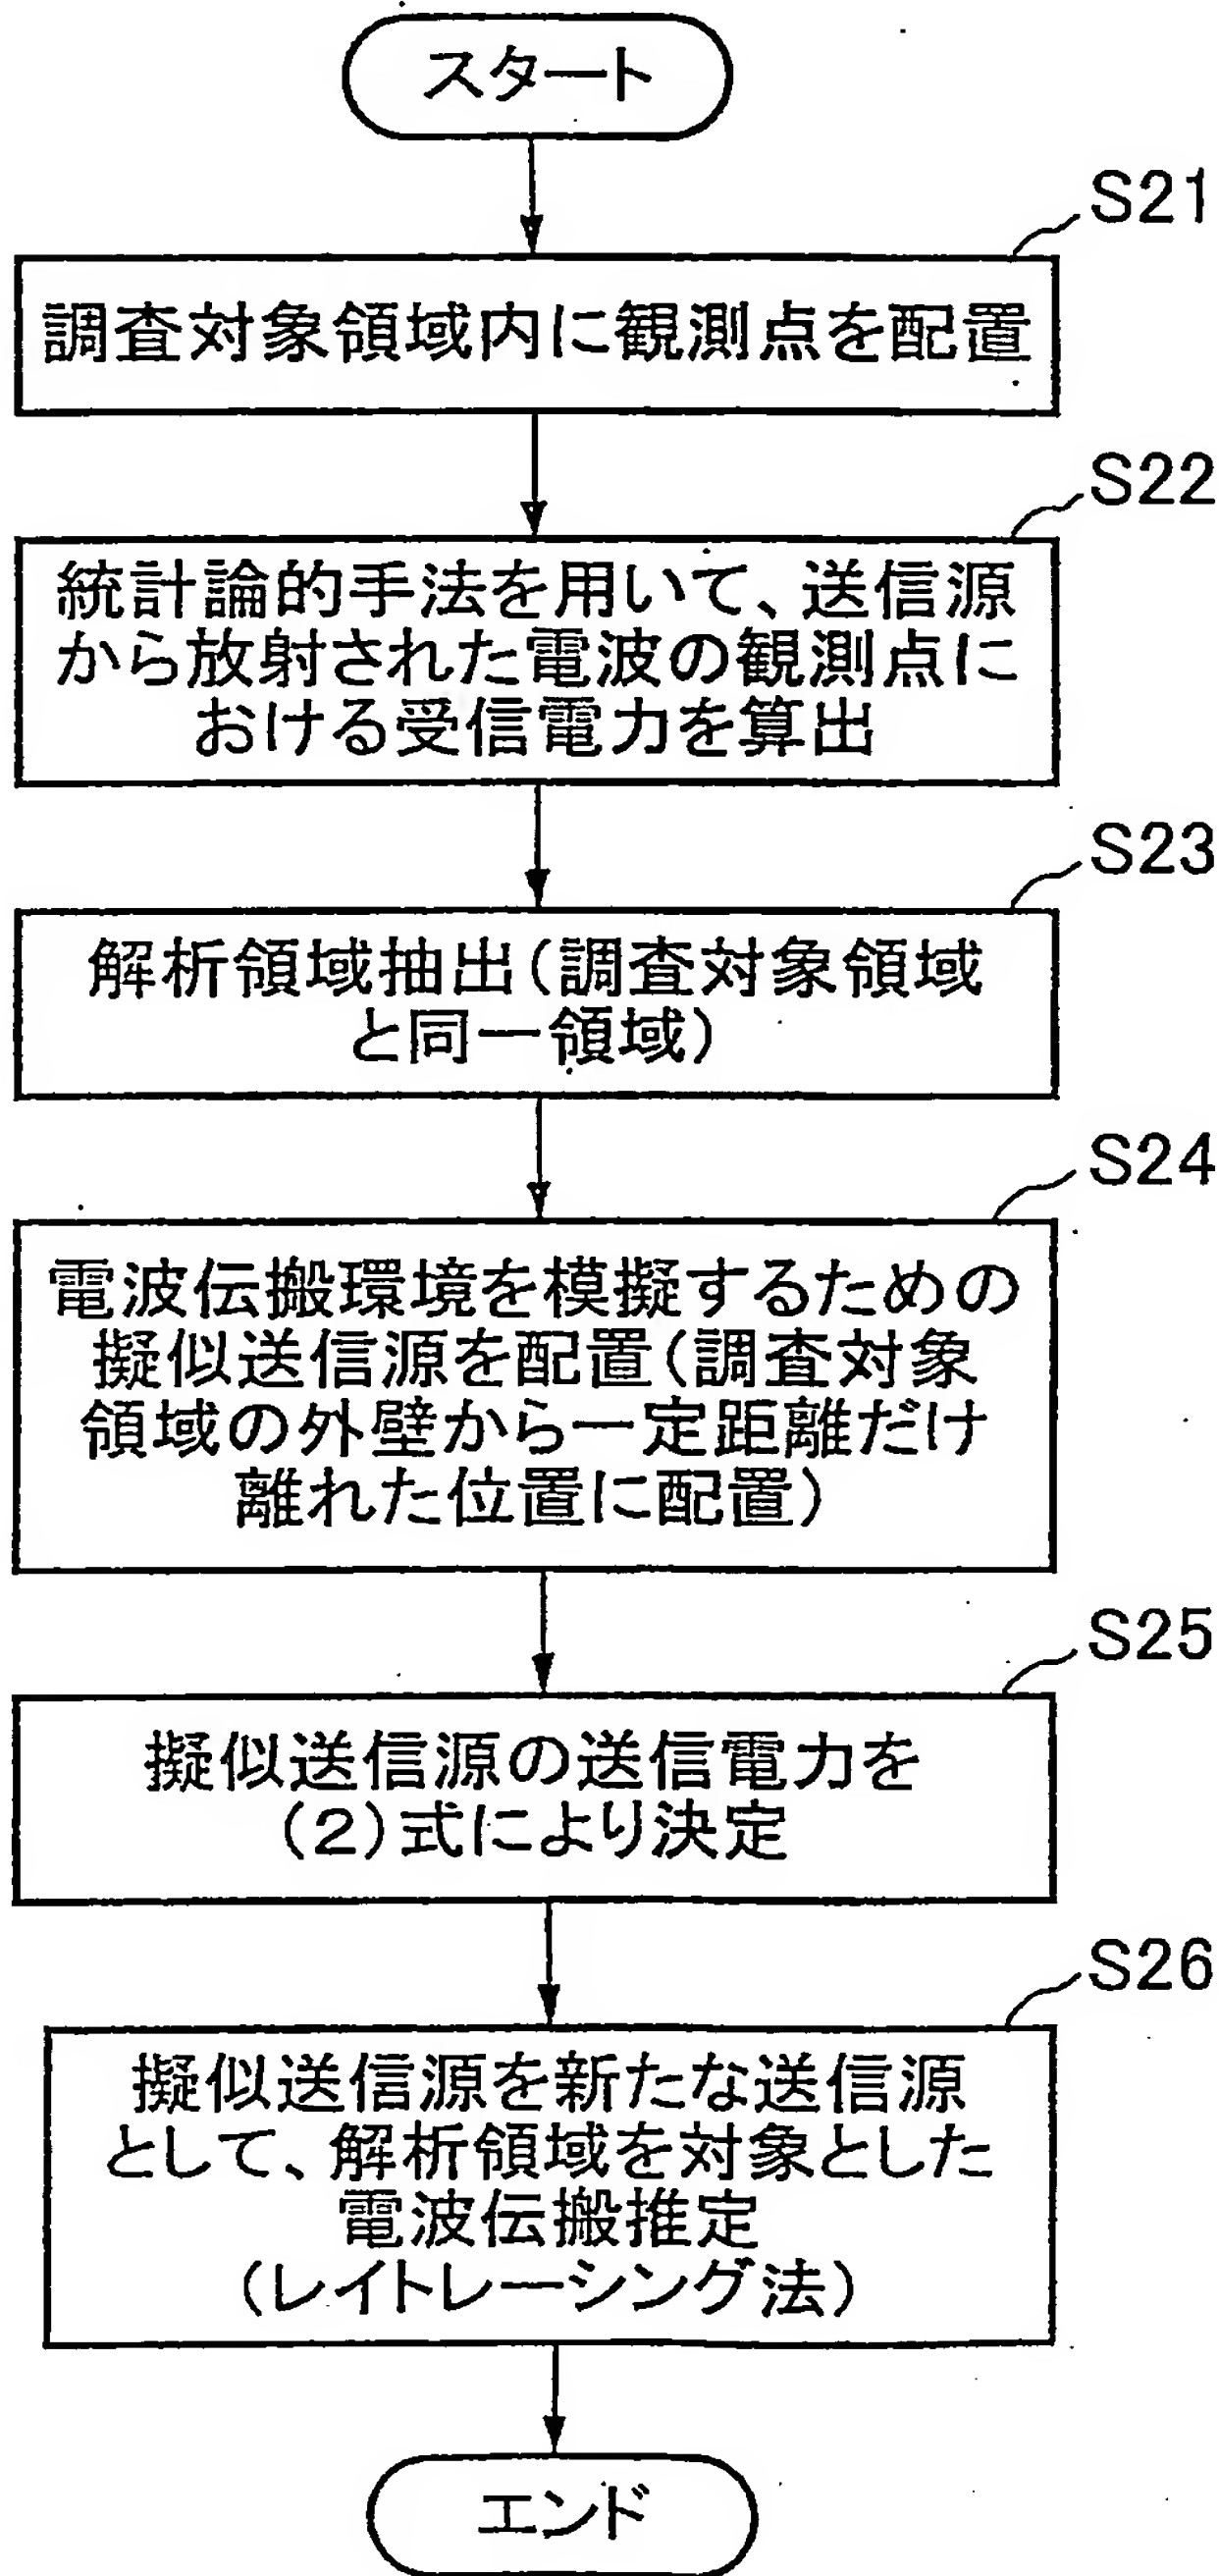 スタート
S21
調査対象領域内に観測点を配置
S22
統計論的手法を用いて、送信源
から放射された電波の観測点に
おける受信電力を算出
S23
解析領域抽出(調査対象領域
と同一領域)
S24
電波伝搬環境を模擬するための
擬似送信源を配置(調査対象
領域の外壁から一定距離だけ
離れた位置に配置)
S25
擬似送信源の送信電力を
(2)式により決定
S26
擬似送信源を新たな送信源
として、解析領域を対象とした
電波伝搬推定
(レイトレーシング法)
エンド